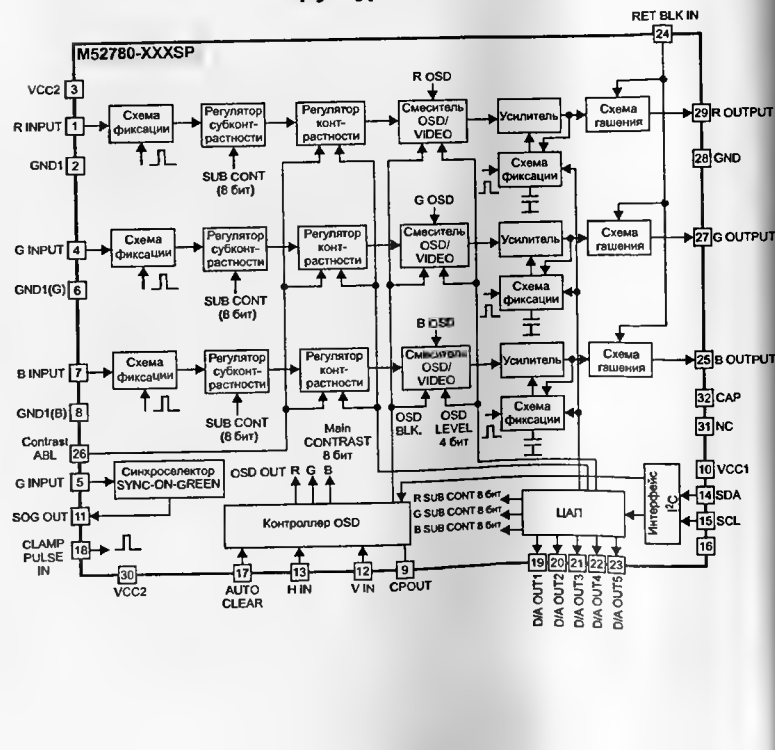 RET BLK IN
24
M52780-XXXSP
VCC2
3
R INPUT
1
GND1
2
Схема
фиксации
Регулятор
субконт-
растности
SUB CONT
(8 бит)
Регулятор
конт-
растности
R OSD
Смеситель
OSD/
VIDEO
Усилитель
Схема
фиксации
Схема
гашения
29
R OUTPUT
28
GND
G INPUT
4
GND1(G)
6
Схема
фиксации
Регулятор
субконт-
растности
SUB CONT
(8 бит)
Регулятор
конт-
растности
G OSD
Смеситель
OSD/
VIDEO
Усилитель
Схема
фиксации
Схема
гашения
27
G OUTPUT
B INPUT
7
GND1(B)
8
Схема
фиксации
Регулятор
субконт-
растности
SUB CONT
(8 бит)
Регулятор
конт-
растности
B OSD
Смеситель
OSD/
VIDEO
Усилитель
Схема
фиксации
Схема
гашения
25
B OUTPUT
32
CAP
31
NC
Main
CONTRAST
8 бит
OSD
BLK.
OSD
LEVEL
4 бит
Contrast
ABL
26
G INPUT
5
Синхроселектор
SYNC-ON-GREEN
SOG OUT
11
CLAMP
PULSE
IN
18
OSD OUT
R
G
B
Контроллер OSD
R SUB CONT 8 бит
G SUB CONT 8 бит
B SUB CONT 8 бит
ЦАП
Интерфейс
I²C
10
VCC1
14
SDA
15
SCL
16
30
VCC2
17
AUTO
CLEAR
13
H IN
12
V IN
9
CPOUT
19
20
21
22
23
D/A OUT1
D/A OUT2
D/A OUT3
D/A OUT4
D/A OUT5